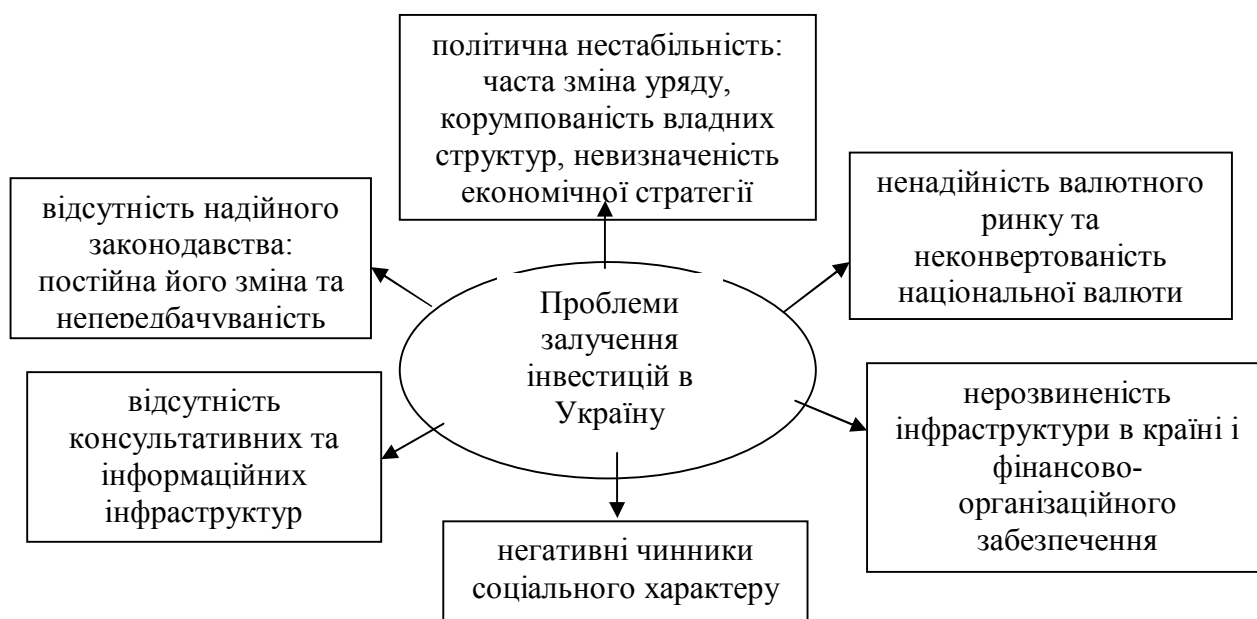 політична нестабільність:
часта зміна уряду,
корумпованість владних
структур, невизначеність
економічної стратегії
відсутність надійного
законодавства:
постійна його зміна та
непередбачуваність
ненадійність валютного
ринку та
неконвертованість
національної валюти
Проблеми
залучення
інвестицій в
Україну
відсутність
консультативних та
інформаційних
інфраструктур
нерозвиненість
інфраструктури в країні і
фінансово-
організаційного
забезпечення
негативні чинники
соціального характеру